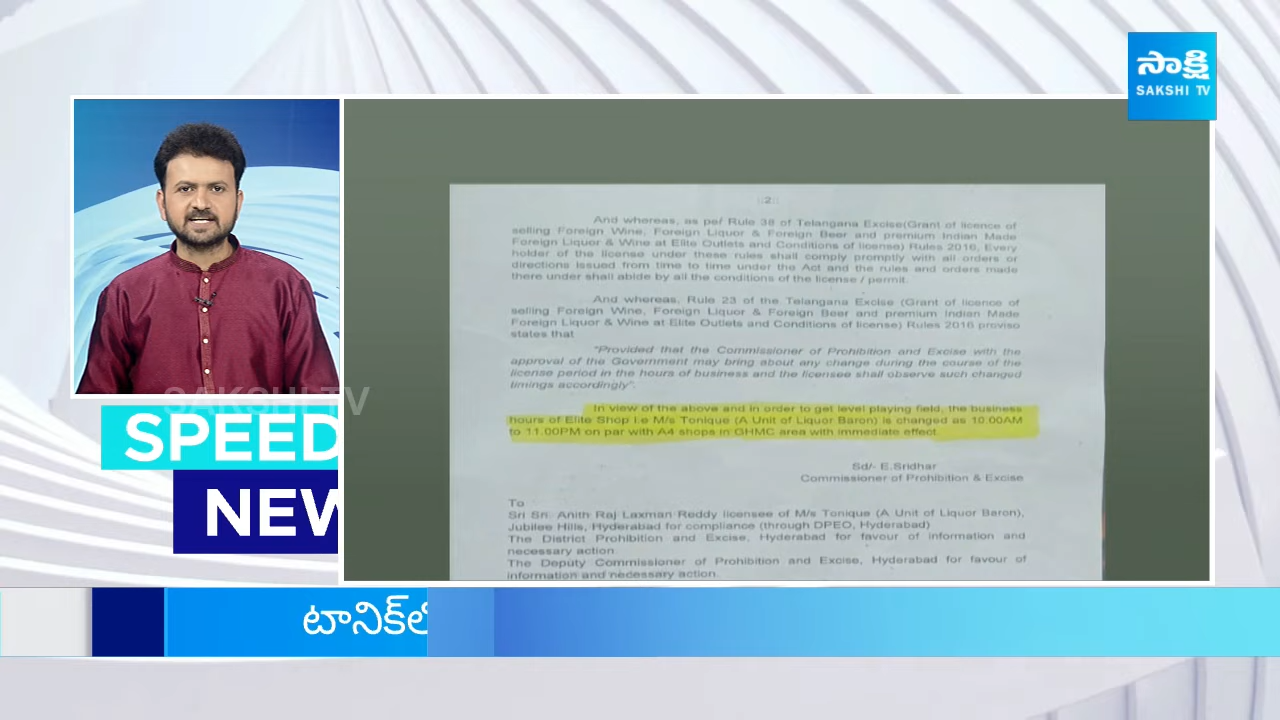 సాక్షి
SAKSHI TV
::2::
And whereas, as per Rule 38 of Telangana Excise(Grant of licence of
selling Foreign Wine, Foreign Liquor & Foreign Beer and premium Indian Made
Foreign Liquor & Wine at Elite Outlets and Conditions of license) Rules 2016, Every
holder of the license under these rules shall comply promptly with all orders or
directions issued from time to time under the Act and the rules and orders made
there under shall abide by all the conditions of the license / permit.
And whereas, Rule 23 of the Telangana Excise (Grant of licence of
selling Foreign Wine, Foreign Liquor & Foreign Beer and premium Indian Made
Foreign Liquor & Wine at Elite Outlets and Conditions of license) Rules 2016 proviso
states that
"Provided that the Commissioner of Prohibition and Excise with the
approval of the Government may bring about any change during the course of the
license period in the hours of business and the licensee shall observe such changed
timings accordingly".
In view of the above and in order to get level playing field, the business
hours of Elite Shop i.e M/s Tonique (A Unit of Liquor Baron) is changed as 10.00AM
to 11.00PM on par with A4 shops in GHMC area with immediate effect.
Sd/- E.Sridhar
Commissioner of Prohibition & Excise
To
Sri Sri. Anith Raj Laxman Reddy licensee of M/s Tonique (A Unit of Liquor Baron),
Jubilee Hills, Hyderabad for compliance (through DPEO, Hyderabad)
The District Prohibition and Excise, Hyderabad for favour of information and
necessary action.
The Deputy Commissioner of Prohibition and Excise, Hyderabad for favour of
information and necessary action.
SAKSHI TV
SPEED
NEW
టానిక్‌ల